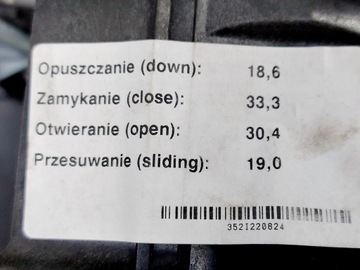 Opuszczanie (down): 18,6
Zamykanie (close): 33,3
Otwieranie (open): 30,4
Przesuwanie (sliding): 19,0
3521220824